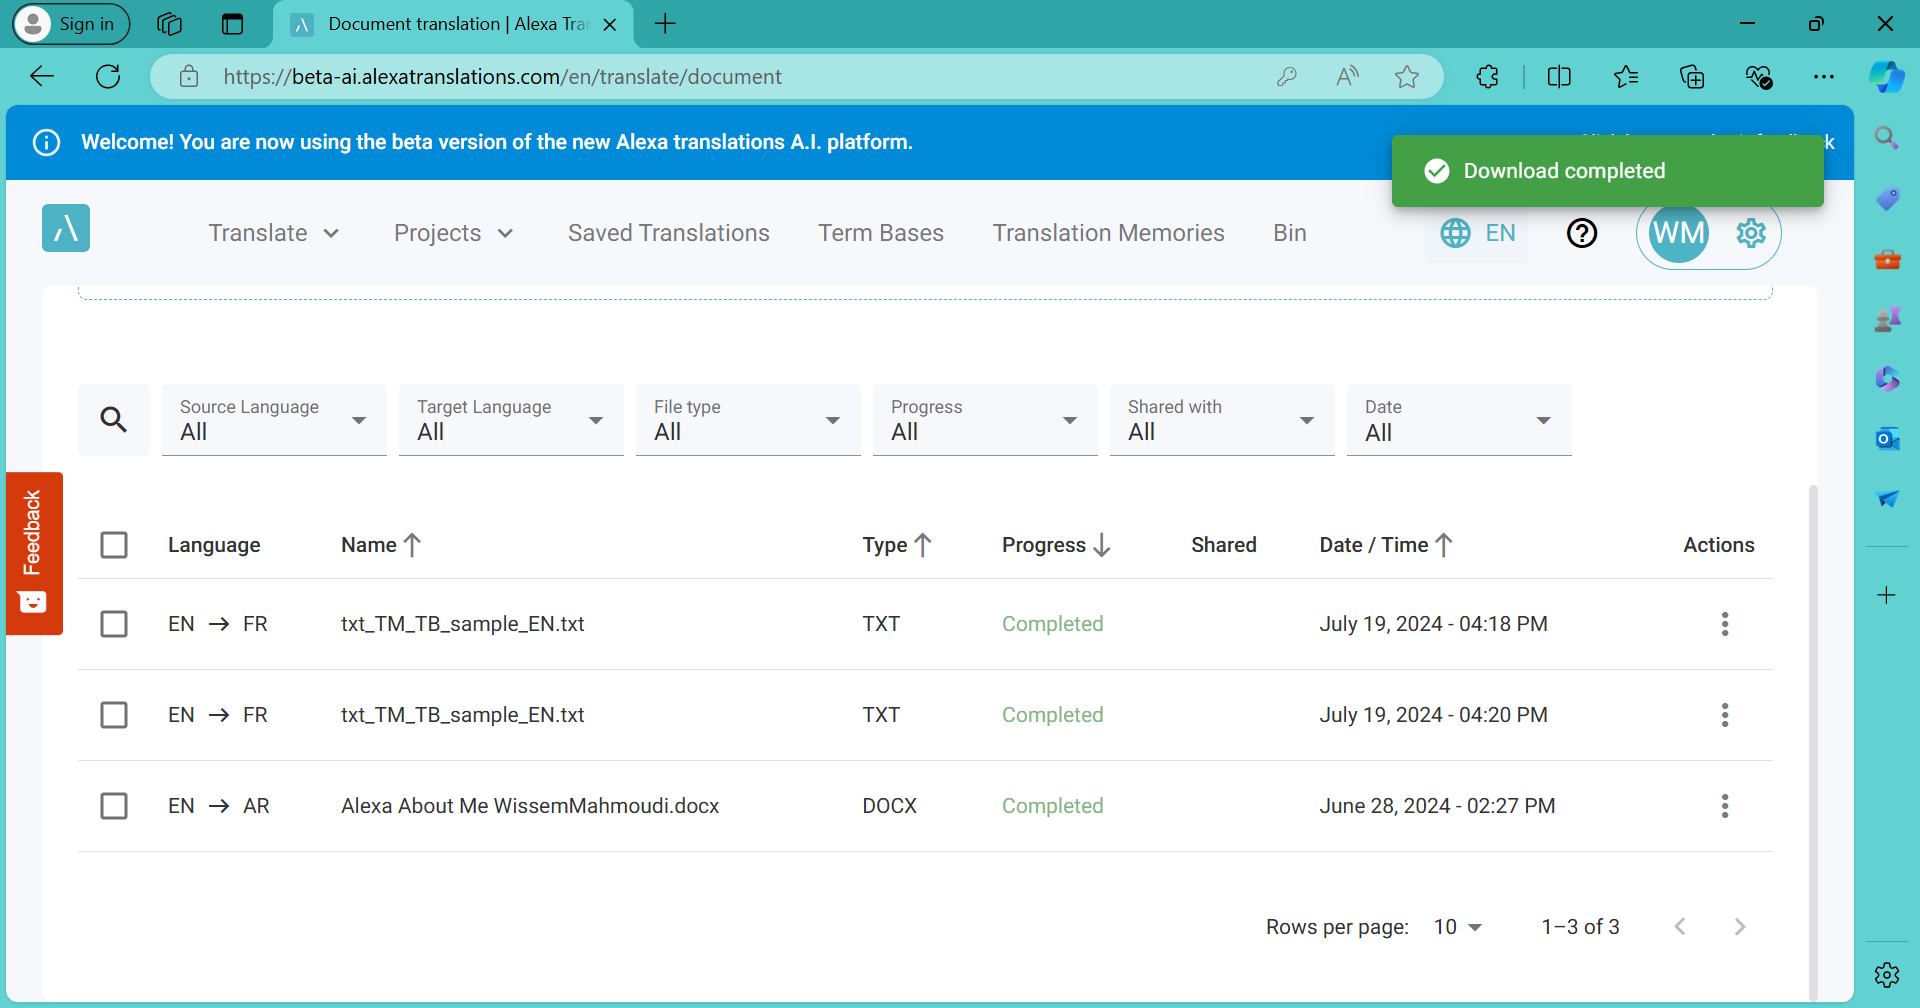 Sign in
Document translation | Alexa Tra
https://beta-ai.alexatranslations.com/en/translate/document
Welcome! You are now using the beta version of the new Alexa translations A.I. platform.
Download completed
Translate
Projects
Saved Translations
Term Bases
Translation Memories
Bin
EN
WM
Source Language
All
Target Language
All
File type
All
Progress
All
Shared with
All
Date
All
Feedback
Language Name Type Progress Shared Date / Time Actions
EN → FR txt_TM_TB_sample_EN.txt TXT Completed July 19, 2024 - 04:18 PM
EN → FR txt_TM_TB_sample_EN.txt TXT Completed July 19, 2024 - 04:20 PM
EN → AR Alexa About Me WissemMahmoudi.docx DOCX Completed June 28, 2024 - 02:27 PM
Rows per page: 10 1–3 of 3